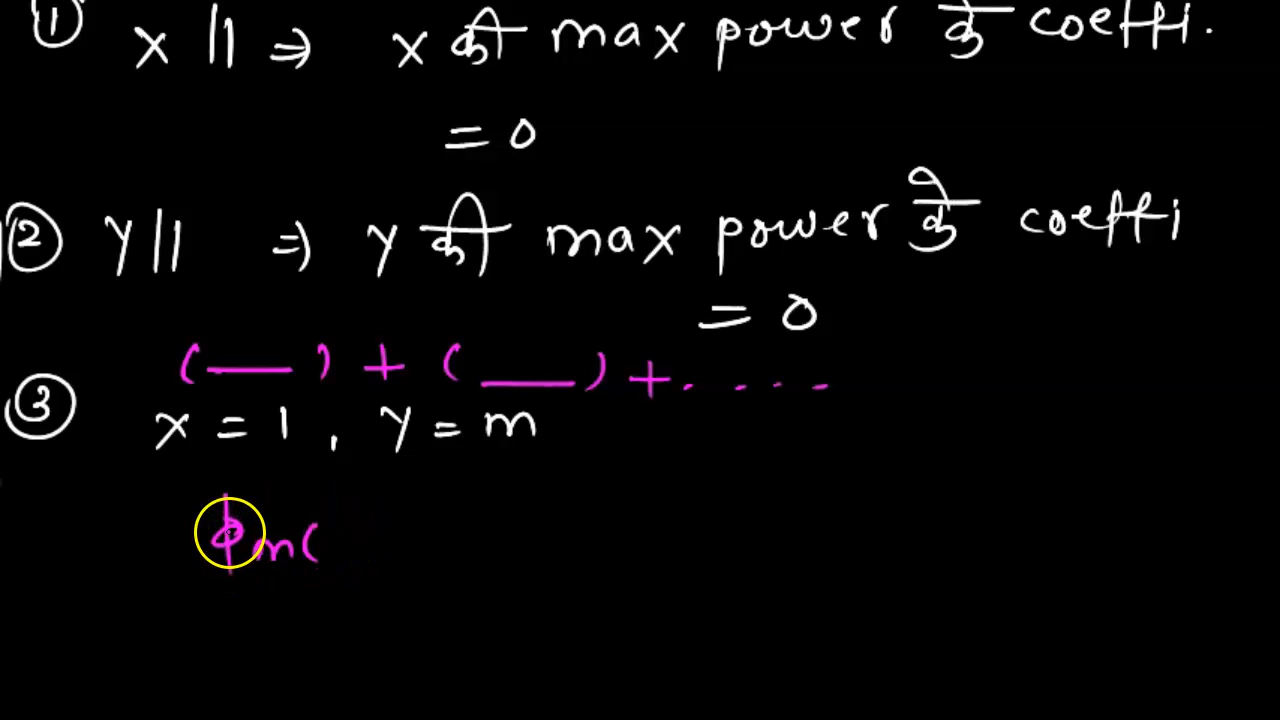 ① x || ⇒ x की max power के coeffi.
= 0
② y || ⇒ y की max power के coeffi
= 0
( ___ ) + ( ___ ) + . . . .
③ x = 1 , y = m
ϕm(